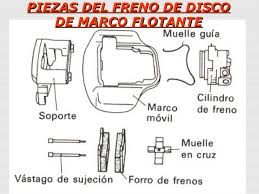 PIEZAS DEL FRENO DE DISCO
DE MARCO FLOTANTE
Muelle guía
Cilindro
de freno
Marco
móvil
Soporte
Muelle
en cruz
Vástago de sujeción
Forro de frenos